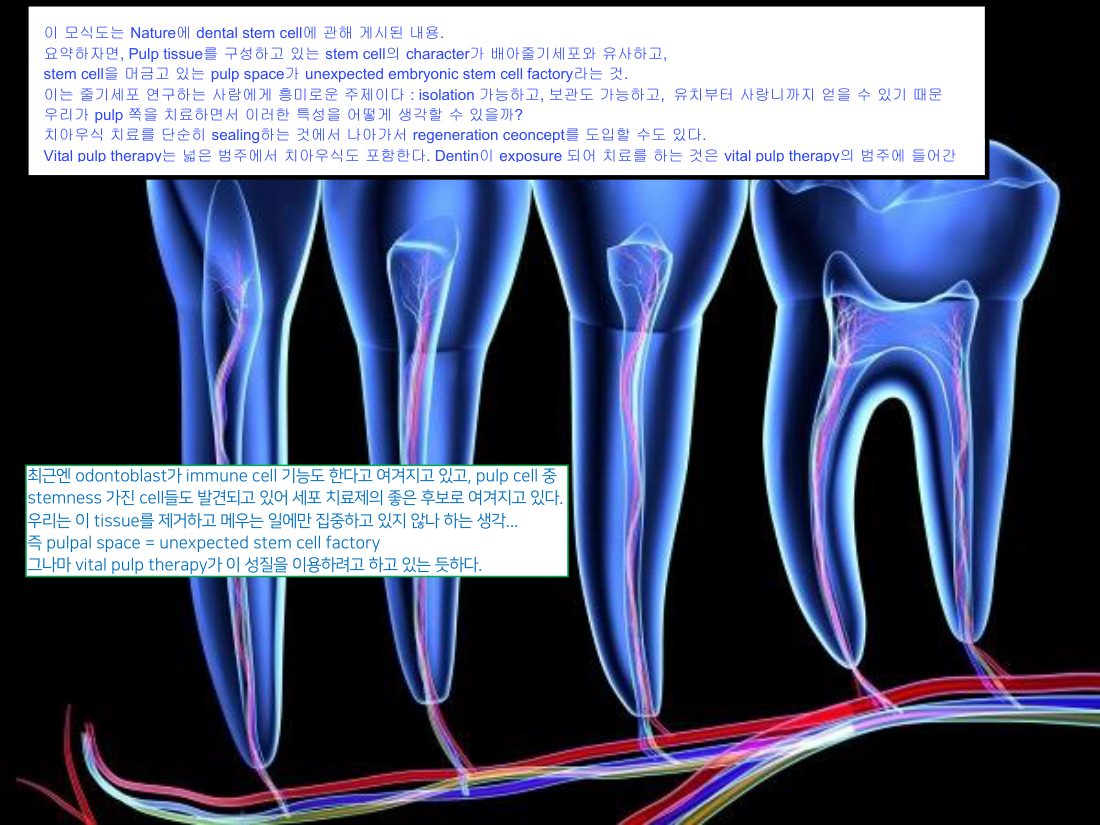 이 모식도는 Nature에 dental stem cell에 관해 게시된 내용.
요약하자면, Pulp tissue를 구성하고 있는 stem cell의 character가 배아줄기세포와 유사하고,
stem cell을 머금고 있는 pulp space가 unexpected embryonic stem cell factory라는 것.
이는 줄기세포 연구하는 사람에게 흥미로운 주제이다 : isolation 가능하고, 보관도 가능하고, 유치부터 사랑니까지 얻을 수 있기 때문
우리가 pulp 쪽을 치료하면서 이러한 특성을 어떻게 생각할 수 있을까?
치아우식 치료를 단순히 sealing하는 것에서 나아가서 regeneration ceoncept를 도입할 수도 있다.
Vital pulp therapy는 넓은 범주에서 치아우식도 포함한다. Dentin이 exposure 되어 치료를 하는 것은 vital pulp therapy의 범주에 들어간
최근엔 odontoblast가 immune cell 기능도 한다고 여겨지고 있고, pulp cell 중
stemness 가진 cell들도 발견되고 있어 세포 치료제의 좋은 후보로 여겨지고 있다.
우리는 이 tissue를 제거하고 메우는 일에만 집중하고 있지 않나 하는 생각...
즉 pulpal space = unexpected stem cell factory
그나마 vital pulp therapy가 이 성질을 이용하려고 하고 있는 듯하다.